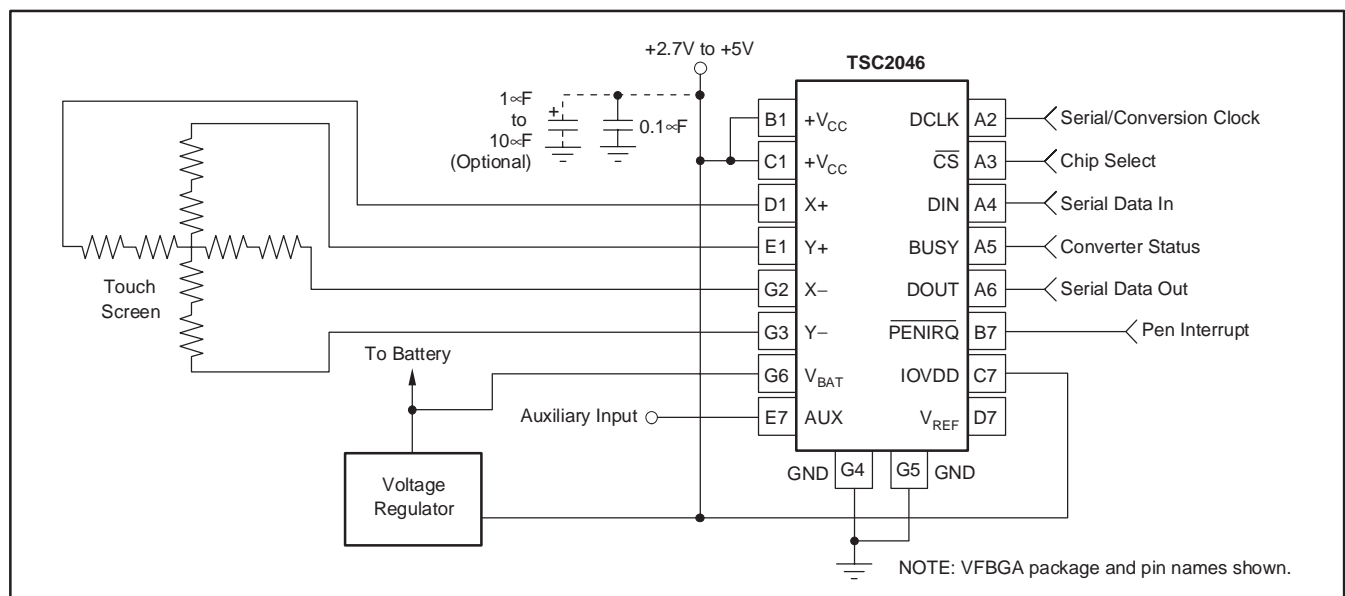 +2.7V to +5V
TSC2046
1∝F
to
10∝F
(Optional)
+
0.1∝F
B1 +VCC DCLK A2 Serial/Conversion Clock
C1 +VCC CS A3 Chip Select
D1 X+ DIN A4 Serial Data In
E1 Y+ BUSY A5 Converter Status
G2 X− DOUT A6 Serial Data Out
G3 Y− PENIRQ B7 Pen Interrupt
G6 VBAT IOVDD C7
E7 AUX VREF D7
Touch
Screen
To Battery
Auxiliary Input
Voltage
Regulator
GND G4 G5 GND
NOTE: VFBGA package and pin names shown.